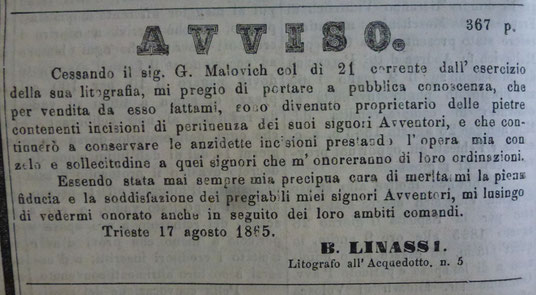 367 p.
AVVISO.
Cessando il sig. G. Malovich col dì 21 corrente dall'esercizio
della sua litografia, mi pregio di portare a pubblica conoscenza, che
per vendita da esso fattami, sono divenuto proprietario delle pietre
contenenti incisioni di pertinenza dei suoi signori Avventori, e che con-
tinuerò a conservare le anzidette incisioni prestando l'opera mia con
zelo e sollecitudine a quei signori che m'onoreranno di loro ordinazioni.
Essendo stata mai sempre mia precipua cura di meritarmi la piena
fiducia e la soddisfazione dei pregiabili miei signori Avventori, mi lusingo
di vedermi onorato anche in seguito dei loro ambiti comandi.
Trieste 17 agosto 1865.
B. LINASSI.
Litografo all'Acquedotto, n. 5